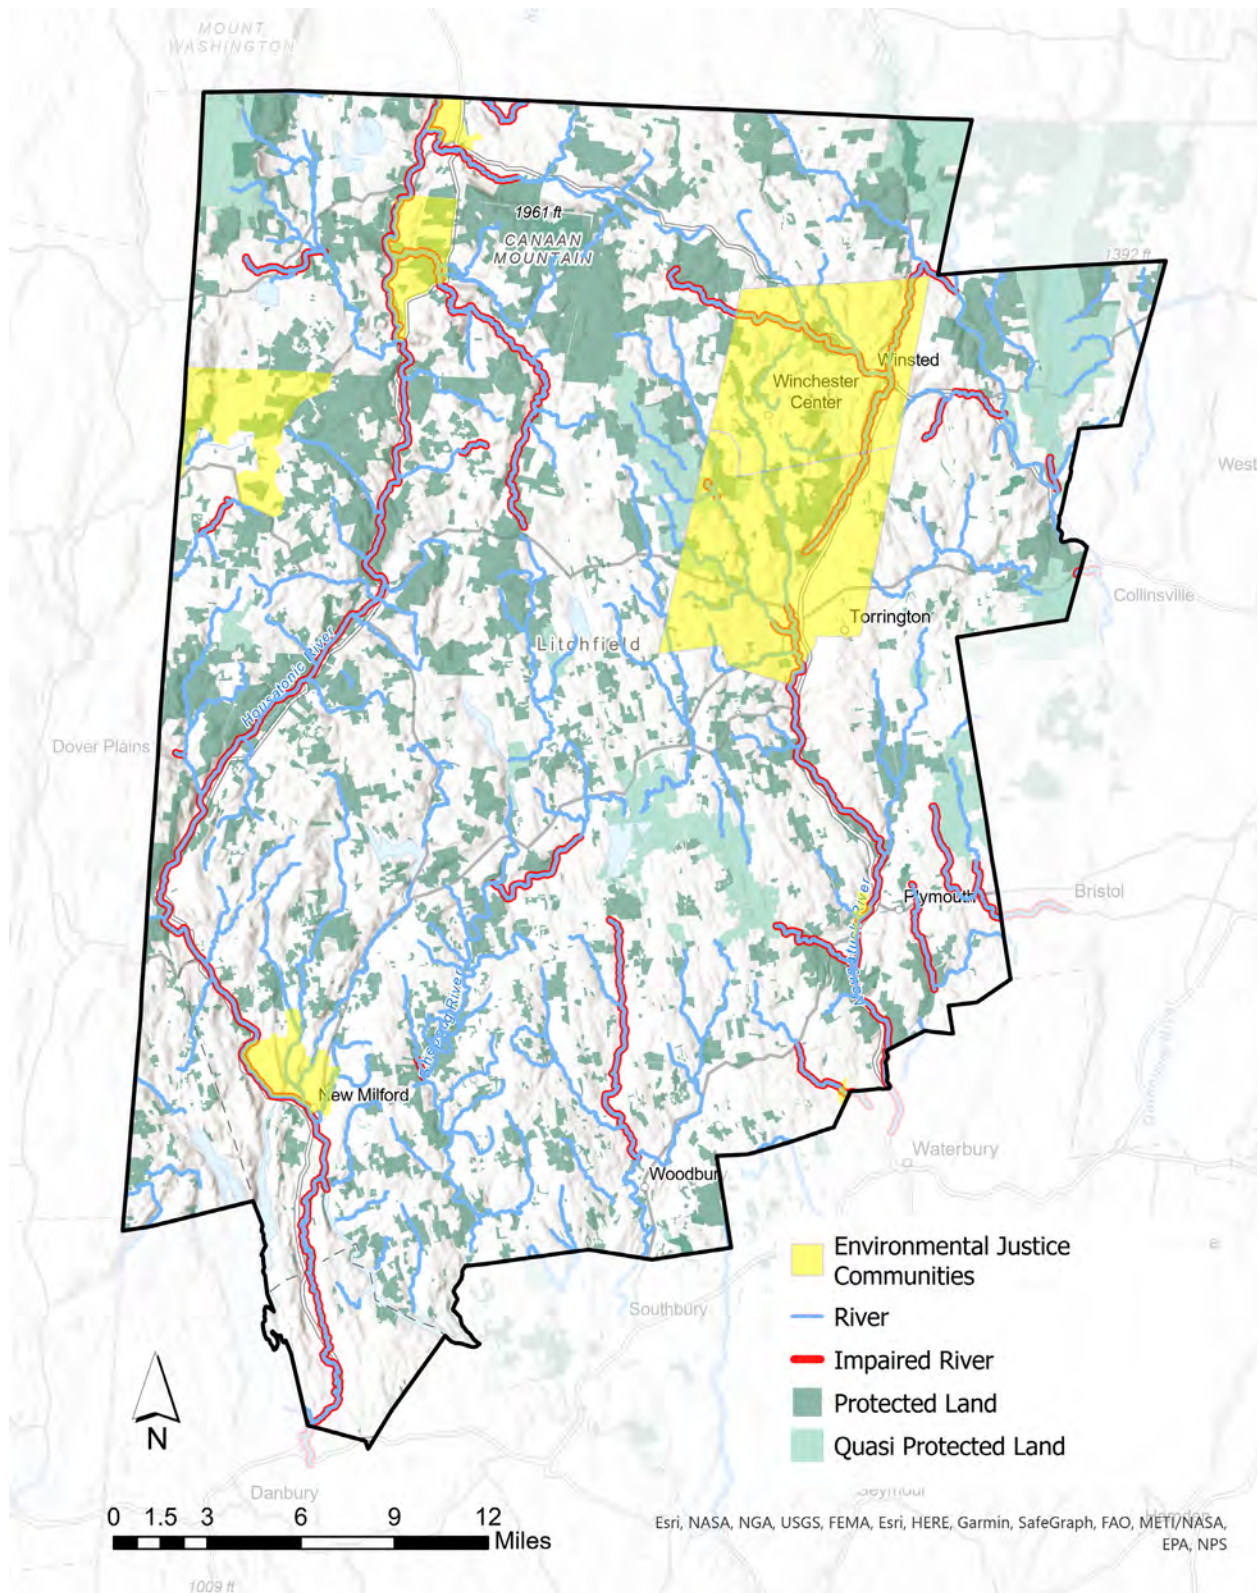 MOUNT
WASHINGTON
1961 ft
CANAAN
MOUNTAIN
1392 ft
Winsted
Winchester
Center
West
Collinsville
Torrington
Litchfield
Housatonic River
Dover Plains
Bristol
Plymouth
Naugatuck River
New Milford
Waterbury
Woodbury
Southbury
Environmental Justice
Communities
River
Impaired River
Protected Land
Quasi Protected Land
N
Danbury
Seymour
Hamden
0 1.5 3 6 9 12
Miles
Esri, NASA, NGA, USGS, FEMA, Esri, HERE, Garmin, SafeGraph, FAO, METI/NASA,
EPA, NPS
1009 ft